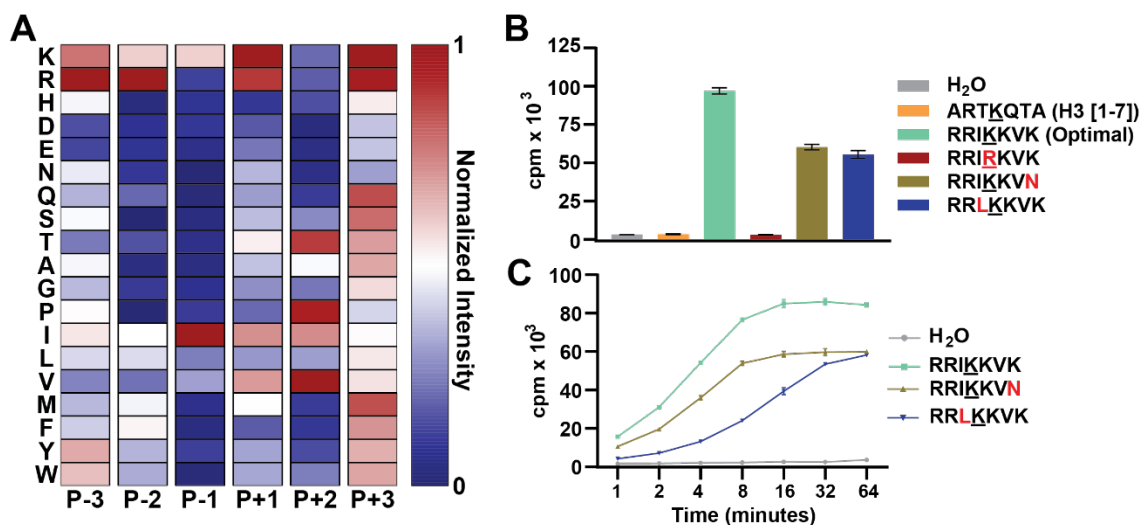 A
K
R
H
D
E
N
Q
S
T
A
G
P
I
L
V
M
F
Y
W
P-3 P-2 P-1 P+1 P+2 P+3
1
Normalized Intensity
0
B
125
100
75
50
25
0
cpm x 10³
H₂O
ARTKQTA (H3 [1-7])
RRIKKVK (Optimal)
RRIRKVK
RRIKKVN
RRLKKVK
C
100
80
60
40
20
0
cpm x 10³
1 2 4 8 16 32 64
Time (minutes)
H₂O
RRIKKVK
RRIKKVN
RRLKKVK